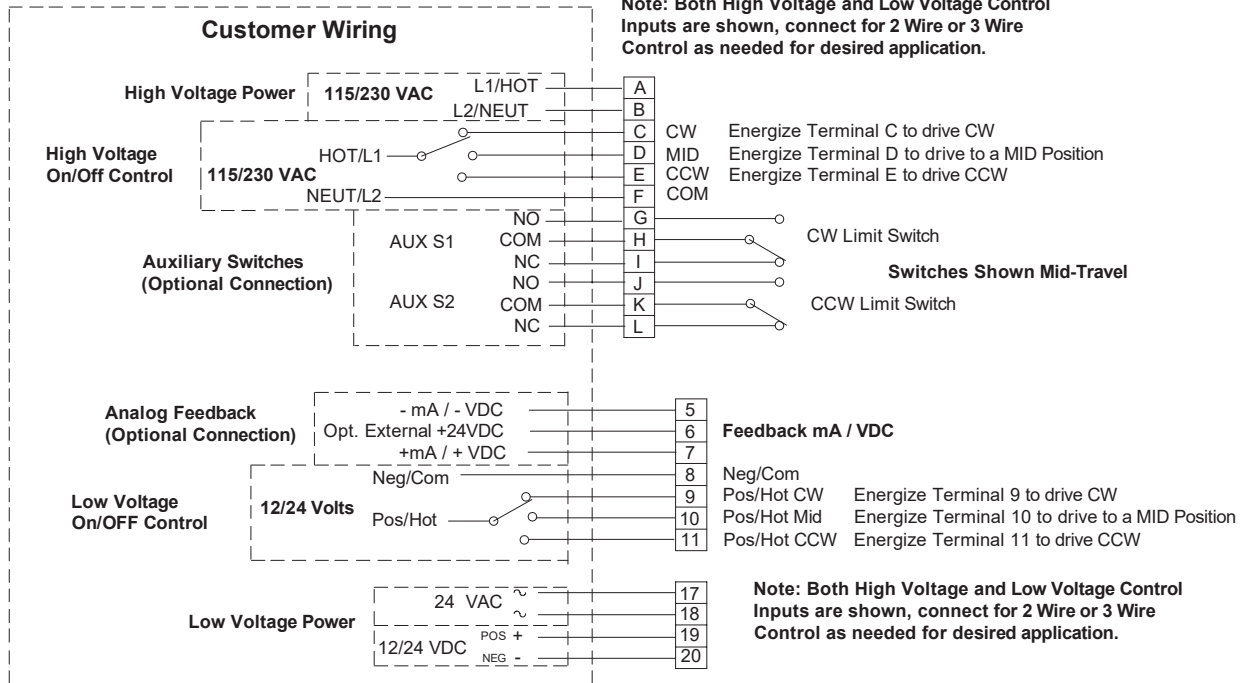 Note: Both High Voltage and Low Voltage Control
Inputs are shown, connect for 2 Wire or 3 Wire
Control as needed for desired application.
Customer Wiring
High Voltage Power
115/230 VAC
L1/HOT
A
L2/NEUT
B
High Voltage
On/Off Control
115/230 VAC
HOT/L1
NEUT/L2
C CW Energize Terminal C to drive CW
D MID Energize Terminal D to drive to a MID Position
E CCW Energize Terminal E to drive CCW
F COM
Auxiliary Switches
(Optional Connection)
AUX S1
NO G
COM H
NC I
CW Limit Switch
Switches Shown Mid-Travel
AUX S2
NO J
COM K
NC L
CCW Limit Switch
Analog Feedback
(Optional Connection)
- mA / - VDC 5
Opt. External +24VDC 6
+mA / + VDC 7
Feedback mA / VDC
Low Voltage
On/OFF Control
12/24 Volts
Neg/Com
Pos/Hot
8 Neg/Com
9 Pos/Hot CW Energize Terminal 9 to drive CW
10 Pos/Hot Mid Energize Terminal 10 to drive to a MID Position
11 Pos/Hot CCW Energize Terminal 11 to drive CCW
Low Voltage Power
24 VAC ~ 17
~ 18
12/24 VDC POS + 19
NEG - 20
Note: Both High Voltage and Low Voltage Control
Inputs are shown, connect for 2 Wire or 3 Wire
Control as needed for desired application.